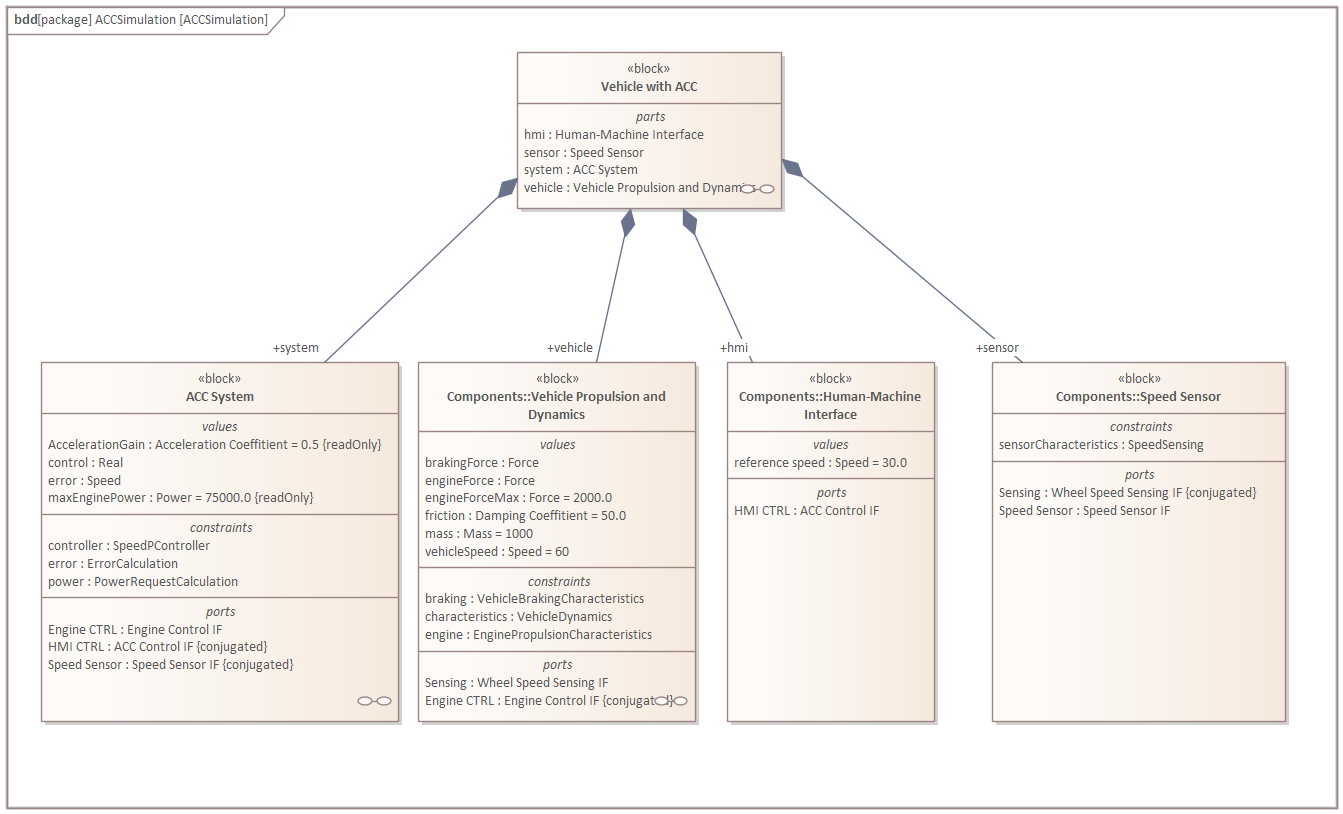 bdd[package] ACCSimulation [ACCSimulation]
«block»
Vehicle with ACC
parts
hmi : Human-Machine Interface
sensor : Speed Sensor
system : ACC System
vehicle : Vehicle Propulsion and Dynamics
+system
+vehicle
+hmi
+sensor
«block»
ACC System
values
AccelerationGain : Acceleration Coeffitient = 0.5 {readOnly}
control : Real
error : Speed
maxEnginePower : Power = 75000.0 {readOnly}
constraints
controller : SpeedPController
error : ErrorCalculation
power : PowerRequestCalculation
ports
Engine CTRL : Engine Control IF
HMI CTRL : ACC Control IF {conjugated}
Speed Sensor : Speed Sensor IF {conjugated}
«block»
Components::Vehicle Propulsion and
Dynamics
values
brakingForce : Force
engineForce : Force
engineForceMax : Force = 2000.0
friction : Damping Coeffitient = 50.0
mass : Mass = 1000
vehicleSpeed : Speed = 60
constraints
braking : VehicleBrakingCharacteristics
characteristics : VehicleDynamics
engine : EnginePropulsionCharacteristics
ports
Sensing : Wheel Speed Sensing IF
Engine CTRL : Engine Control IF {conjugated}
«block»
Components::Human-Machine
Interface
values
reference speed : Speed = 30.0
ports
HMI CTRL : ACC Control IF
«block»
Components::Speed Sensor
constraints
sensorCharacteristics : SpeedSensing
ports
Sensing : Wheel Speed Sensing IF {conjugated}
Speed Sensor : Speed Sensor IF